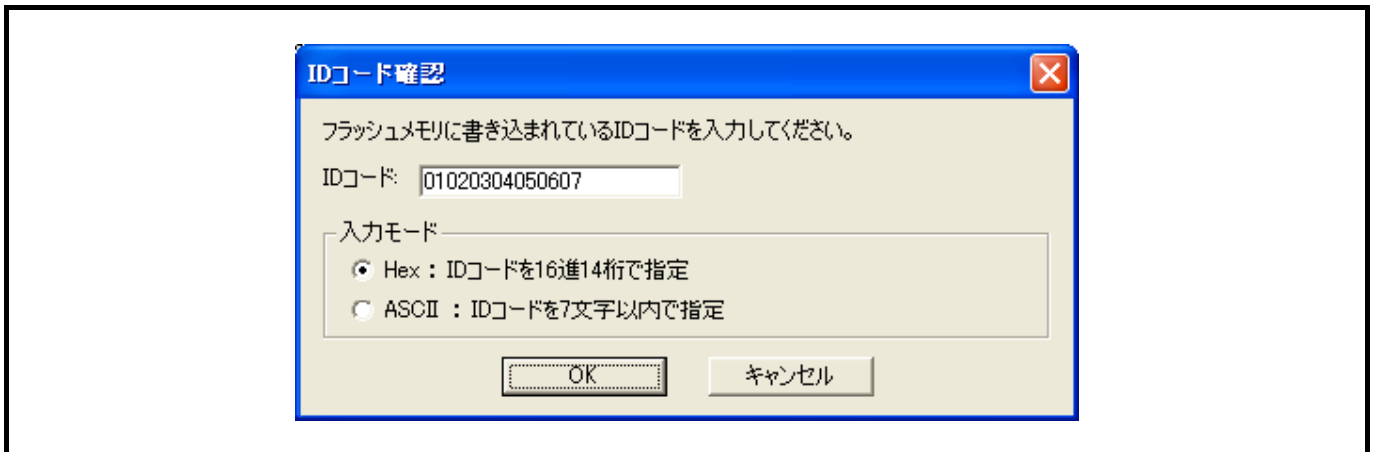 IDコード確認
フラッシュメモリに書き込まれているIDコードを入力してください。
IDコード: 01020304050607
入力モード
Hex : IDコードを16進14桁で指定
ASCII : IDコードを7文字以内で指定
OK キャンセル